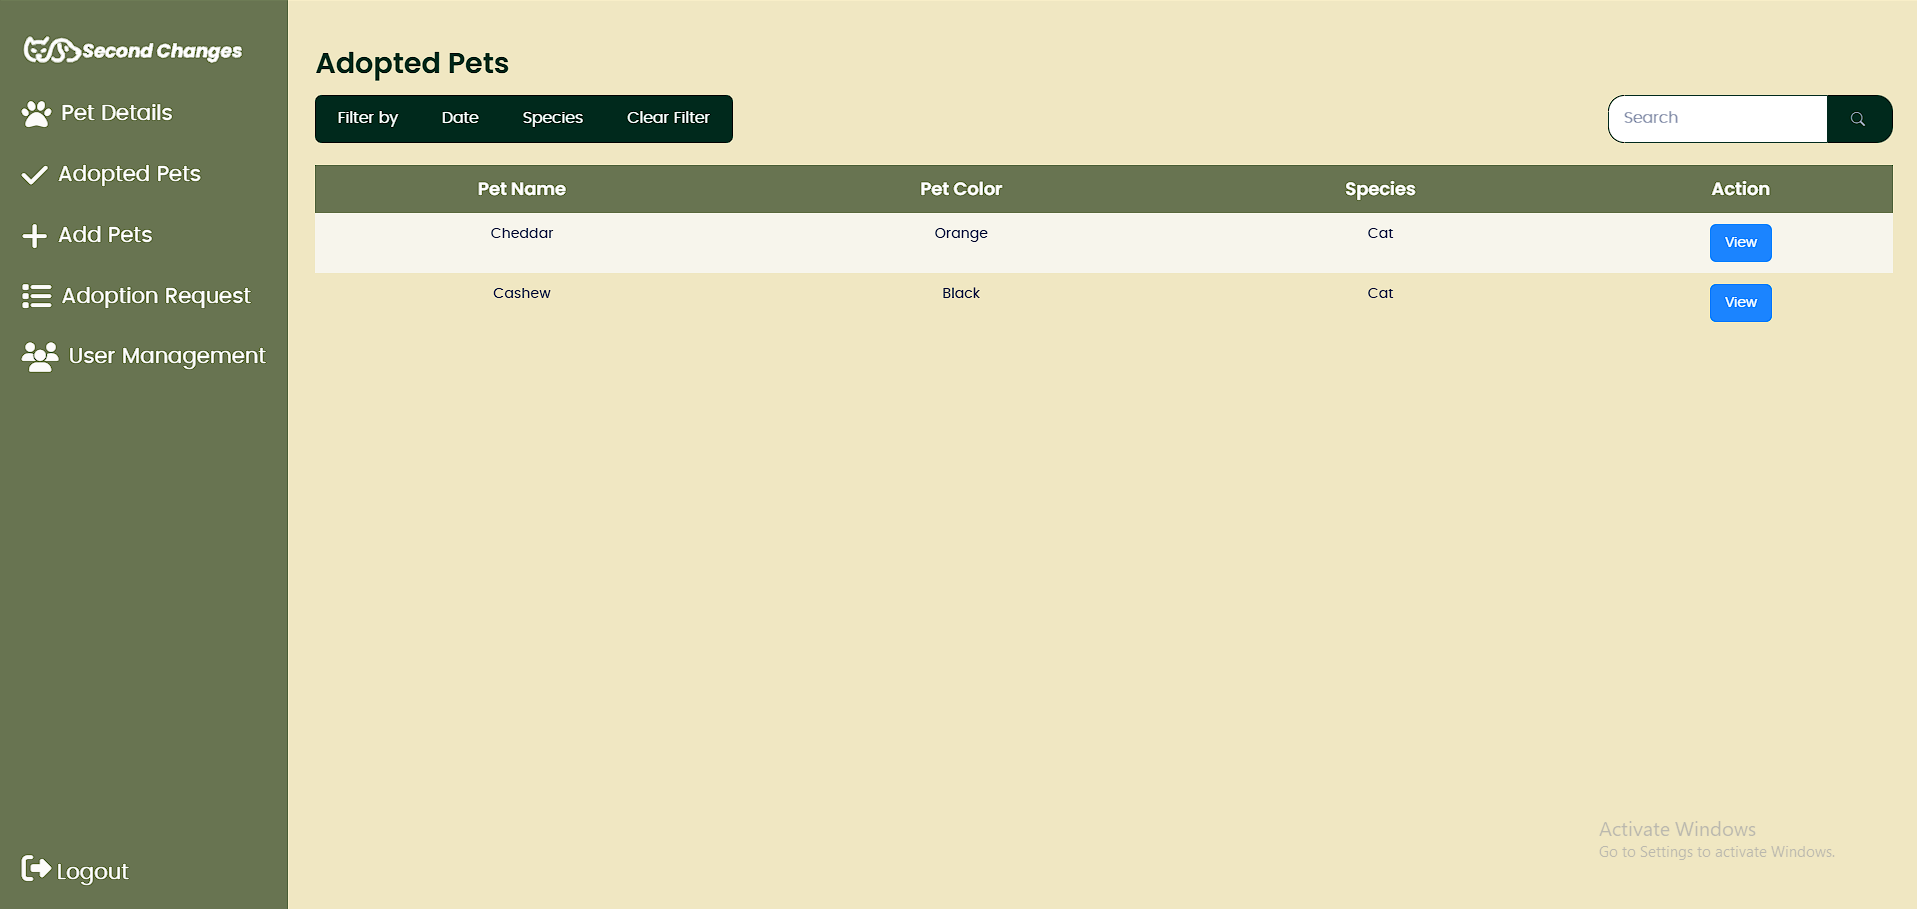 Second Changes
Pet Details
Adopted Pets
Add Pets
Adoption Request
User Management
Logout
Adopted Pets
Filter by Date Species Clear Filter
Search
Pet Name Pet Color Species Action
Cheddar Orange Cat View
Cashew Black Cat View
Activate Windows
Go to Settings to activate Windows.